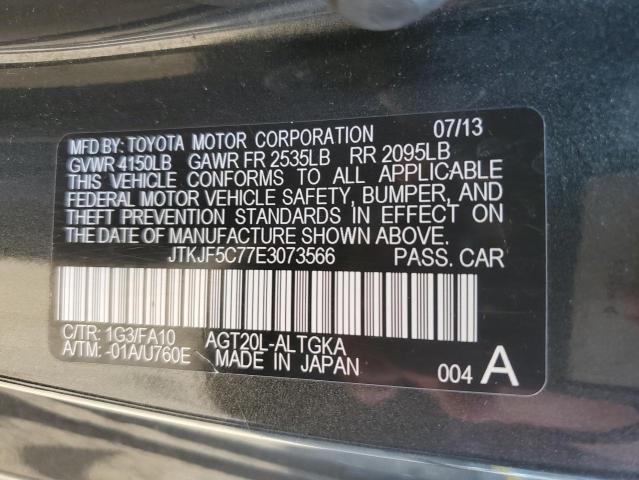 MFD BY: TOYOTA MOTOR CORPORATION 07/13
GVWR 4150LB GAWR FR 2535LB RR 2095LB
THIS VEHICLE CONFORMS TO ALL APPLICABLE
FEDERAL MOTOR VEHICLE SAFETY, BUMPER, AND
THEFT PREVENTION STANDARDS IN EFFECT ON
THE DATE OF MANUFACTURE SHOWN ABOVE.
JTKJF5C77E3073566 PASS. CAR
C/TR: 1G3/FA10 AGT20L-ALTGKA
A/TM: -01A/U760E MADE IN JAPAN 004 A